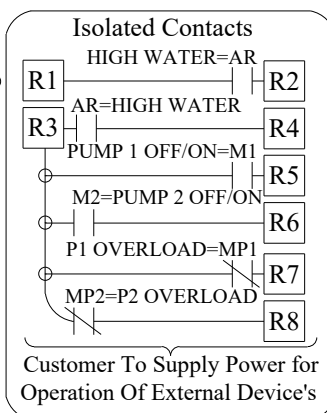 Isolated Contacts
HIGH WATER=AR
R1 R2
AR=HIGH WATER
R3 R4
PUMP 1 OFF/ON=M1
R5
M2=PUMP 2 OFF/ON
R6
P1 OVERLOAD=MP1
R7
MP2=P2 OVERLOAD
R8
Customer To Supply Power for
Operation Of External Device's